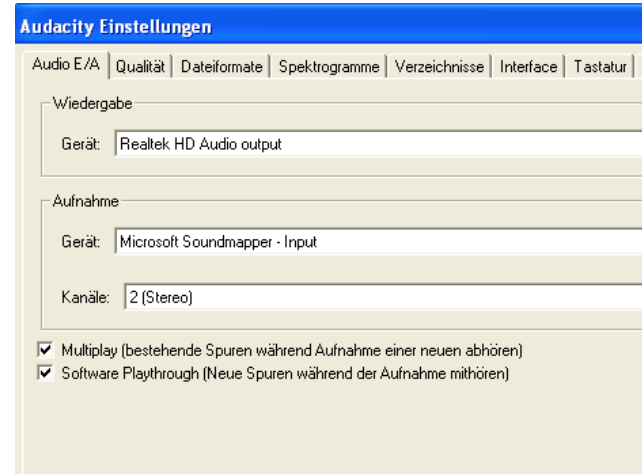 Audacity Einstellungen
Audio E/A Qualität Dateiformate Spektrogramme Verzeichnisse Interface Tastatur
Wiedergabe
Gerät: Realtek HD Audio output
Aufnahme
Gerät: Microsoft Soundmapper - Input
Kanäle: 2 (Stereo)
Multiplay (bestehende Spuren während Aufnahme einer neuen abhören)
Software Playthrough (Neue Spuren während der Aufnahme mithören)